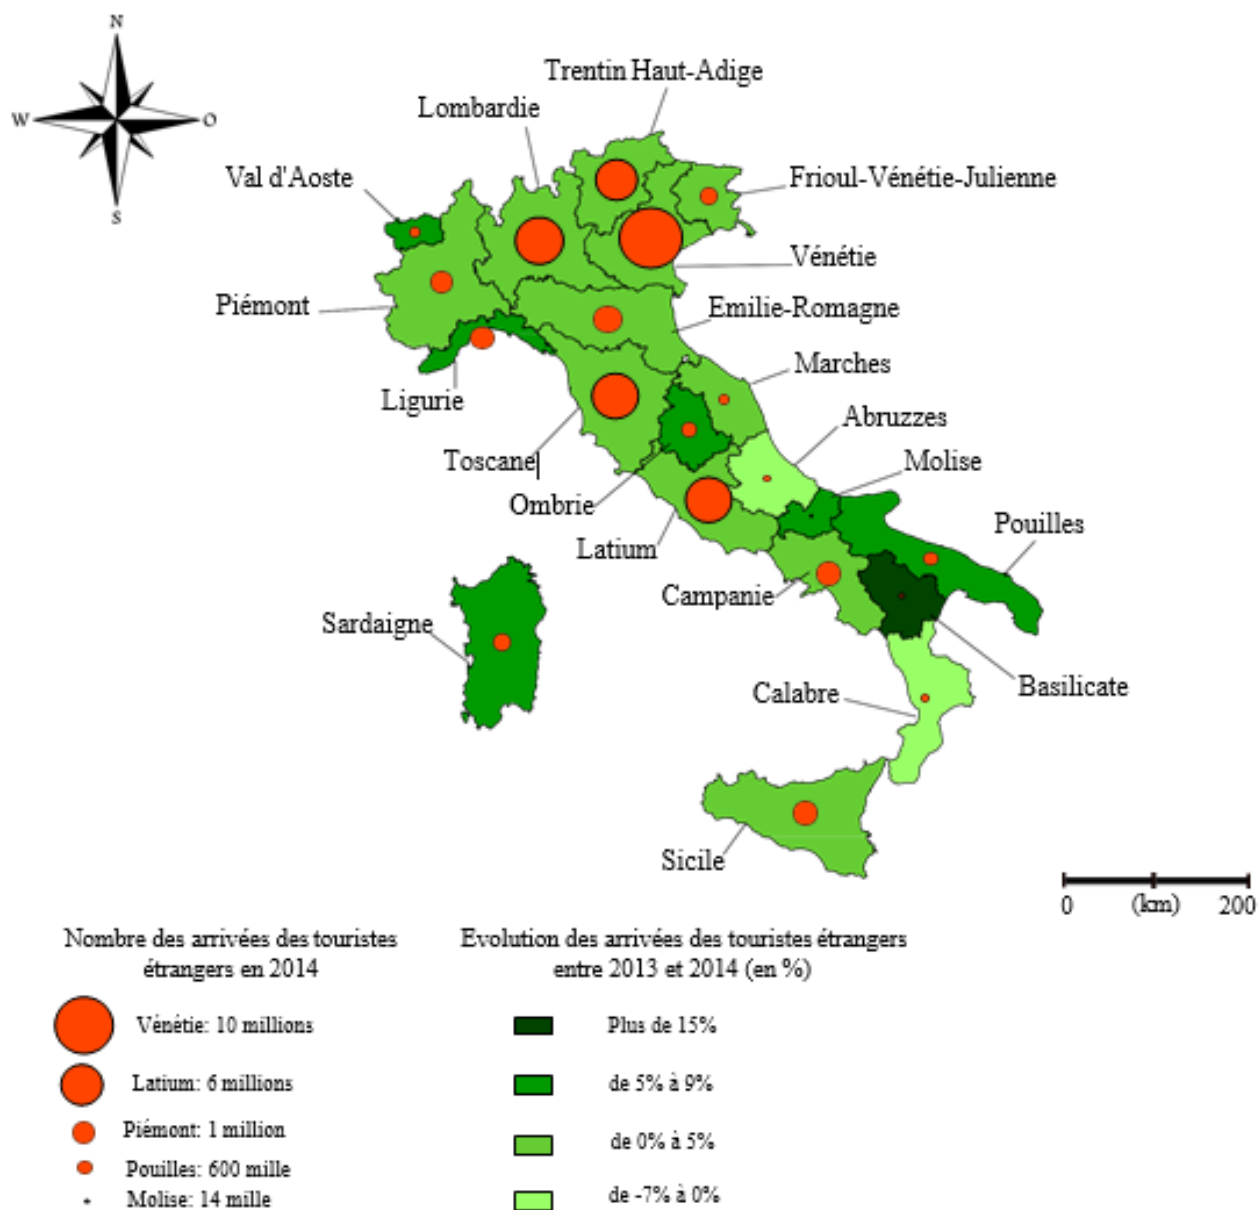 N
W
O
S
Trentin Haut-Adige
Lombardie
Val d'Aoste
Frioul-Vénétie-Julienne
Vénétie
Piémont
Emilie-Romagne
Marches
Ligurie
Abruzzes
Toscane
Molise
Ombrie
Pouilles
Latium
Campanie
Sardaigne
Basilicate
Calabre
Sicile
0 (km) 200
Nombre des arrivées des touristes
étrangers en 2014
Vénétie: 10 millions
Latium: 6 millions
Piémont: 1 million
Pouilles: 600 mille
Molise: 14 mille
Evolution des arrivées des touristes étrangers
entre 2013 et 2014 (en %)
Plus de 15%
de 5% à 9%
de 0% à 5%
de -7% à 0%